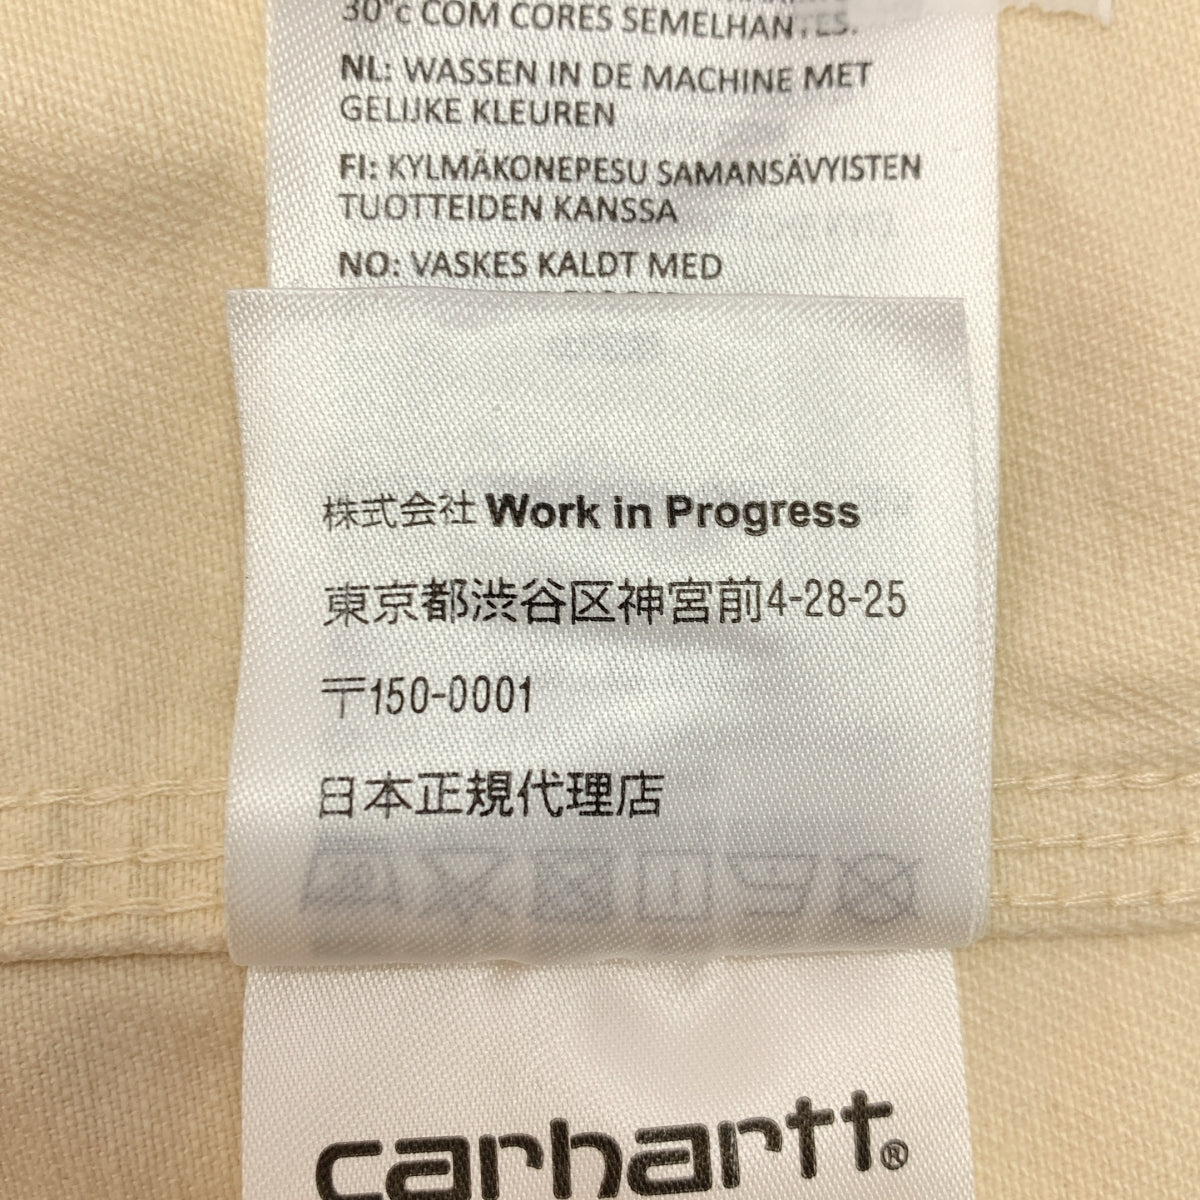 30°C COM CORES SEMELHANTES.
NL: WASSEN IN DE MACHINE MET
GELIJKE KLEUREN
FI: KYLMÄKONEPESU SAMANSÄVYISTEN
TUOTTEIDEN KANSSA
NO: VASKES KALDT MED
株式会社 Work in Progress
東京都渋谷区神宮前4-28-25
〒150-0001
日本正規代理店
carhartt®